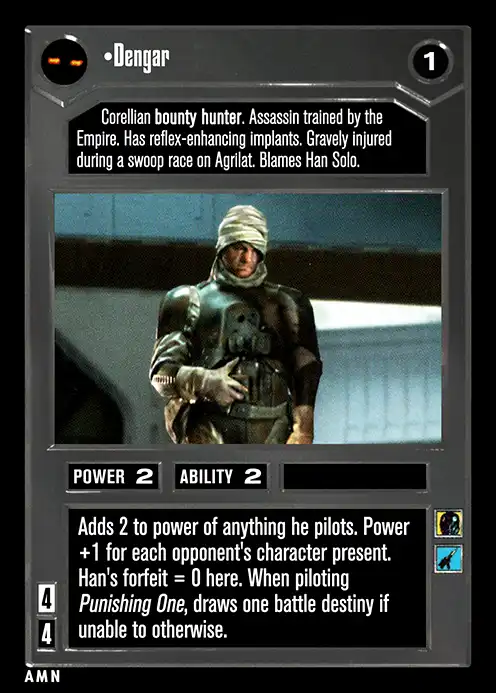 •Dengar
1
Corellian bounty hunter. Assassin trained by the
Empire. Has reflex-enhancing implants. Gravely injured
during a swoop race on Agrilat. Blames Han Solo.
POWER 2 ABILITY 2
Adds 2 to power of anything he pilots. Power
+1 for each opponent's character present.
Han's forfeit = 0 here. When piloting
Punishing One, draws one battle destiny if
unable to otherwise.
4
4
AMN